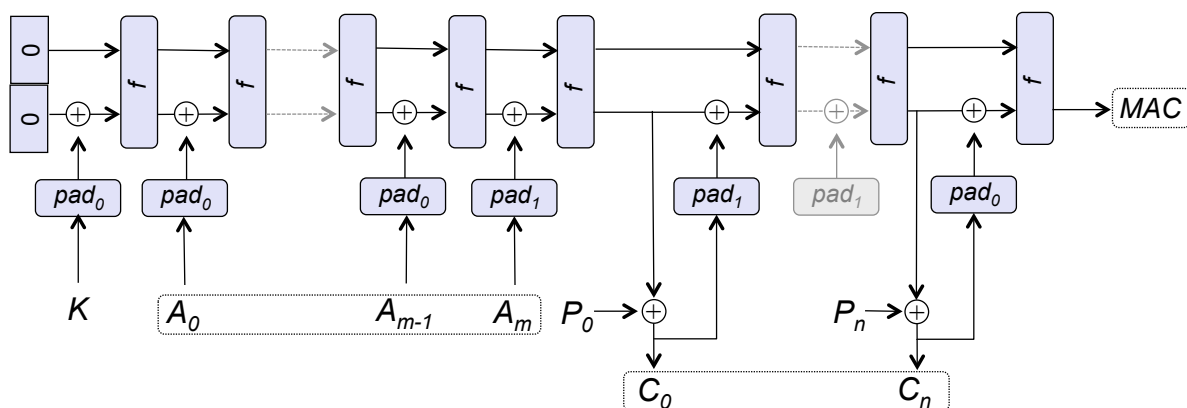 0 f f f f f f f f
0 MAC
pad₀ pad₀ pad₀ pad₁ pad₁ pad₁ pad₀
K A₀ Aₘ₋₁ Aₘ P₀ Pₙ
C₀ Cₙ